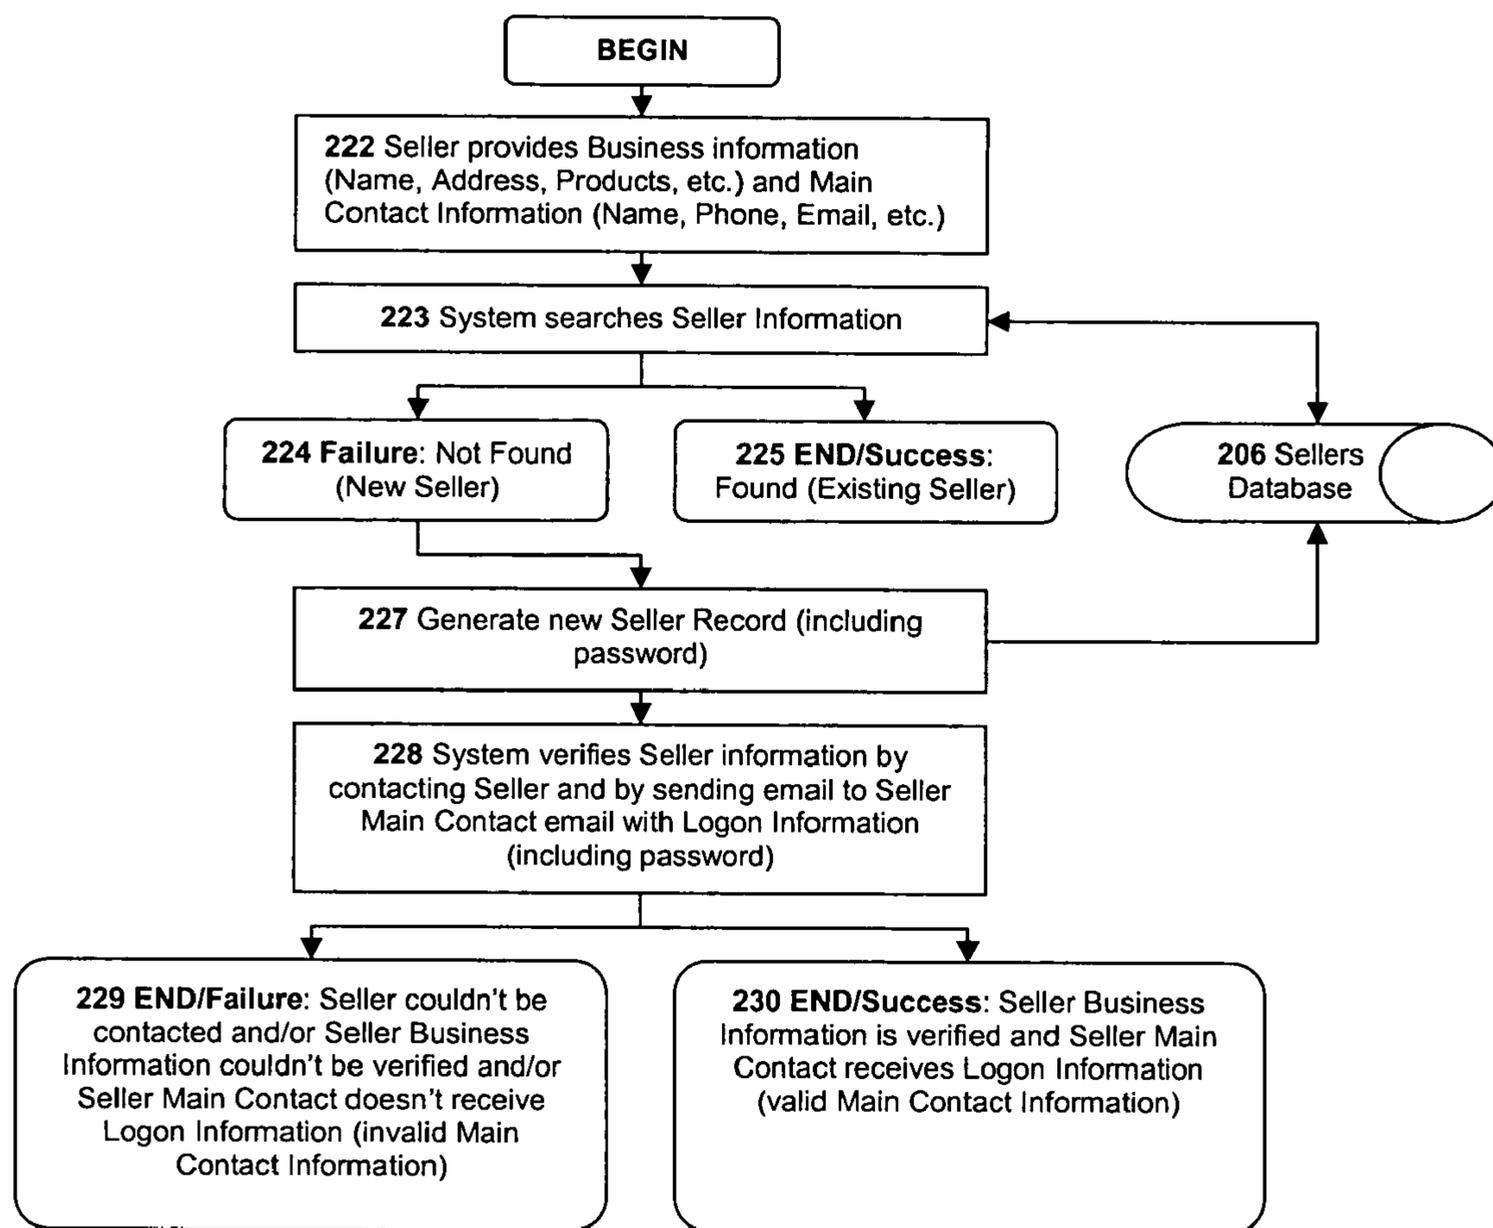 BEGIN
222 Seller provides Business information
(Name, Address, Products, etc.) and Main
Contact Information (Name, Phone, Email, etc.)
223 System searches Seller Information
224 Failure: Not Found
(New Seller)
225 END/Success:
Found (Existing Seller)
206 Sellers
Database
227 Generate new Seller Record (including
password)
228 System verifies Seller information by
contacting Seller and by sending email to Seller
Main Contact email with Logon Information
(including password)
229 END/Failure: Seller couldn't be
contacted and/or Seller Business
Information couldn't be verified and/or
Seller Main Contact doesn't receive
Logon Information (invalid Main
Contact Information)
230 END/Success: Seller Business
Information is verified and Seller Main
Contact receives Logon Information
(valid Main Contact Information)